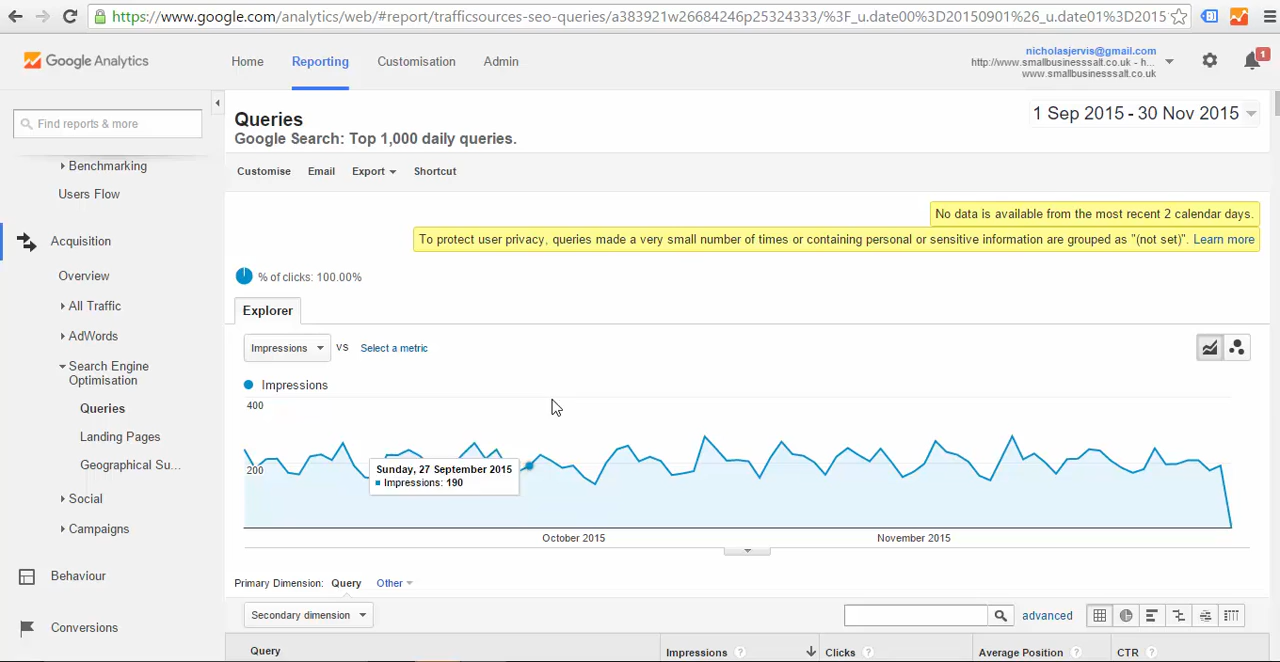 https://www.google.com/analytics/web/#report/trafficsources-seo-queries/a383921w26684246p25324333/%3F_u.date00%3D20150901%26_u.date01%3D2015
Google Analytics
Home
Reporting
Customisation
Admin
nicholasjervis@gmail.com
http://www.smallbusinesssalt.co.uk - h...
www.smallbusinesssalt.co.uk
1
Find reports & more
Benchmarking
Users Flow
Acquisition
Overview
All Traffic
AdWords
Search Engine
Optimisation
Queries
Landing Pages
Geographical Su...
Social
Campaigns
Behaviour
Conversions
Queries
Google Search: Top 1,000 daily queries.
1 Sep 2015 - 30 Nov 2015
Customise
Email
Export
Shortcut
No data is available from the most recent 2 calendar days.
To protect user privacy, queries made a very small number of times or containing personal or sensitive information are grouped as "(not set)". Learn more
% of clicks: 100.00%
Explorer
Impressions
VS
Select a metric
Impressions
400
200
Sunday, 27 September 2015
Impressions: 190
October 2015
November 2015
Primary Dimension: Query Other
Secondary dimension
advanced
Query
Impressions ?
Clicks ?
Average Position ?
CTR ?